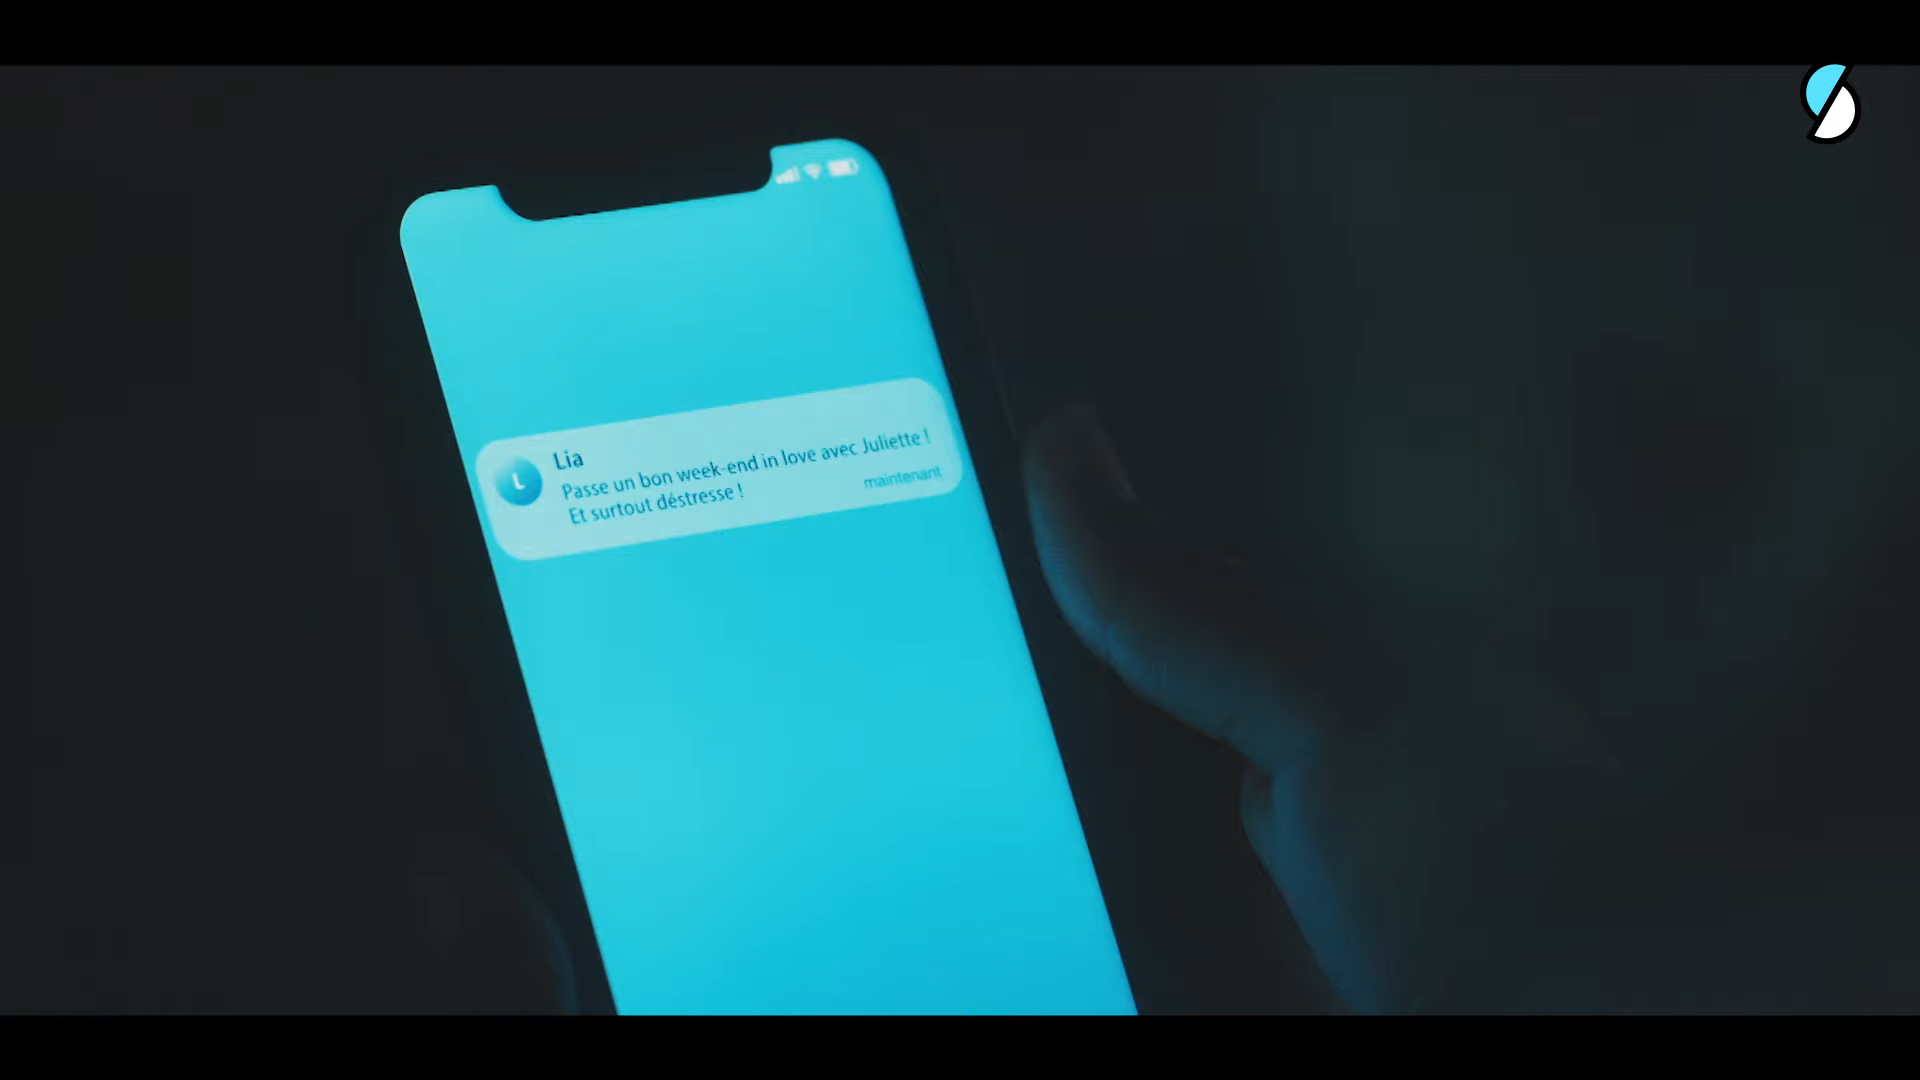 Lia
L
Passe un bon week-end in love avec Juliette !
Et surtout déstresse !
maintenant